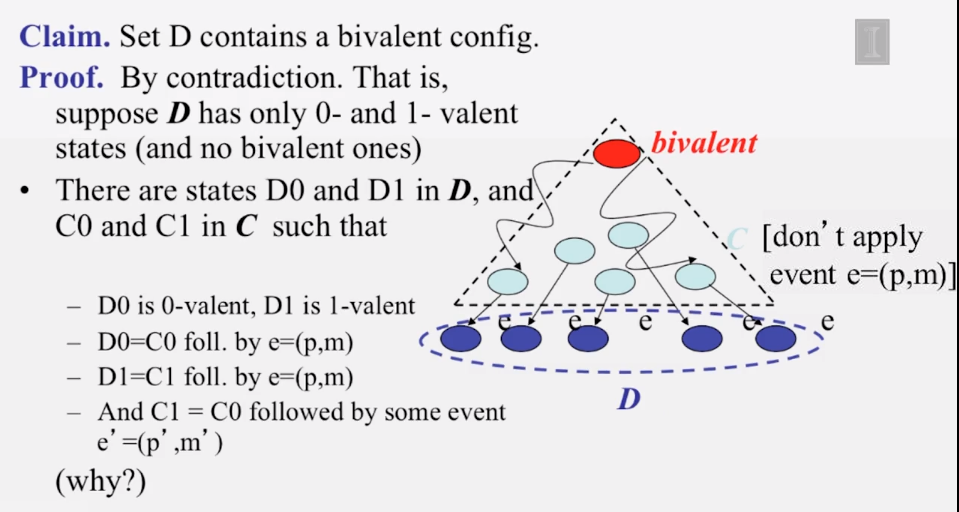 Claim. Set D contains a bivalent config.
Proof. By contradiction. That is,
suppose D has only 0- and 1- valent
states (and no bivalent ones)
• There are states D0 and D1 in D, and
C0 and C1 in C such that
– D0 is 0-valent, D1 is 1-valent
– D0=C0 foll. by e=(p,m)
– D1=C1 foll. by e=(p,m)
– And C1 = C0 followed by some event
e'=(p',m')
(why?)
bivalent
C [don't apply
event e=(p,m)]
e e e e e
D
I